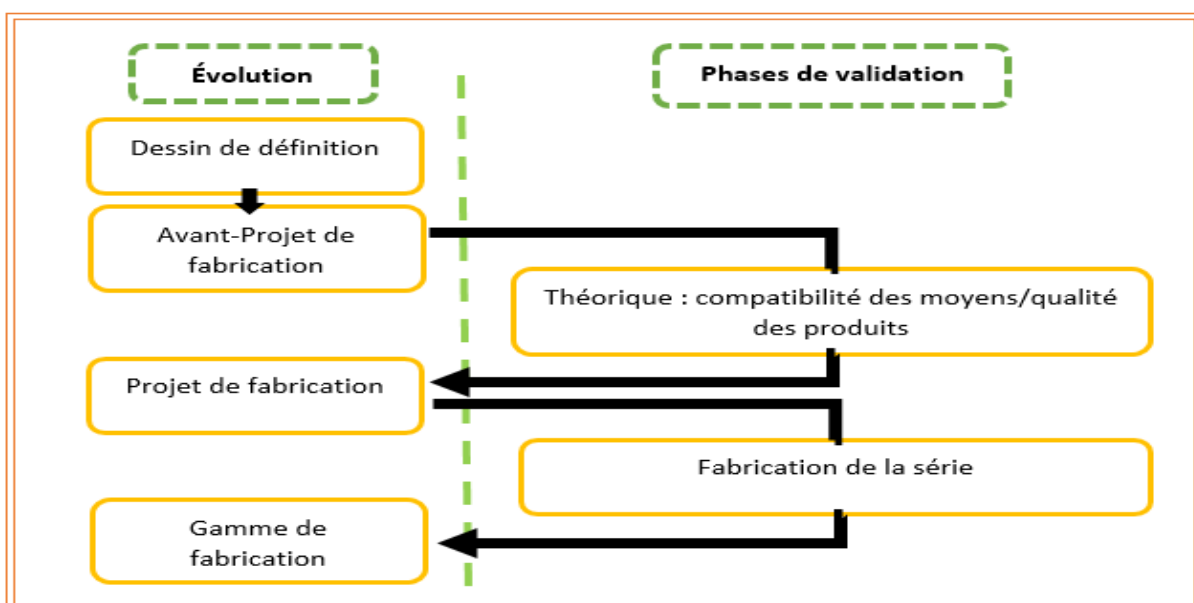 Évolution
Phases de validation
Dessin de définition
Avant-Projet de
fabrication
Théorique : compatibilité des moyens/qualité
des produits
Projet de fabrication
Fabrication de la série
Gamme de
fabrication